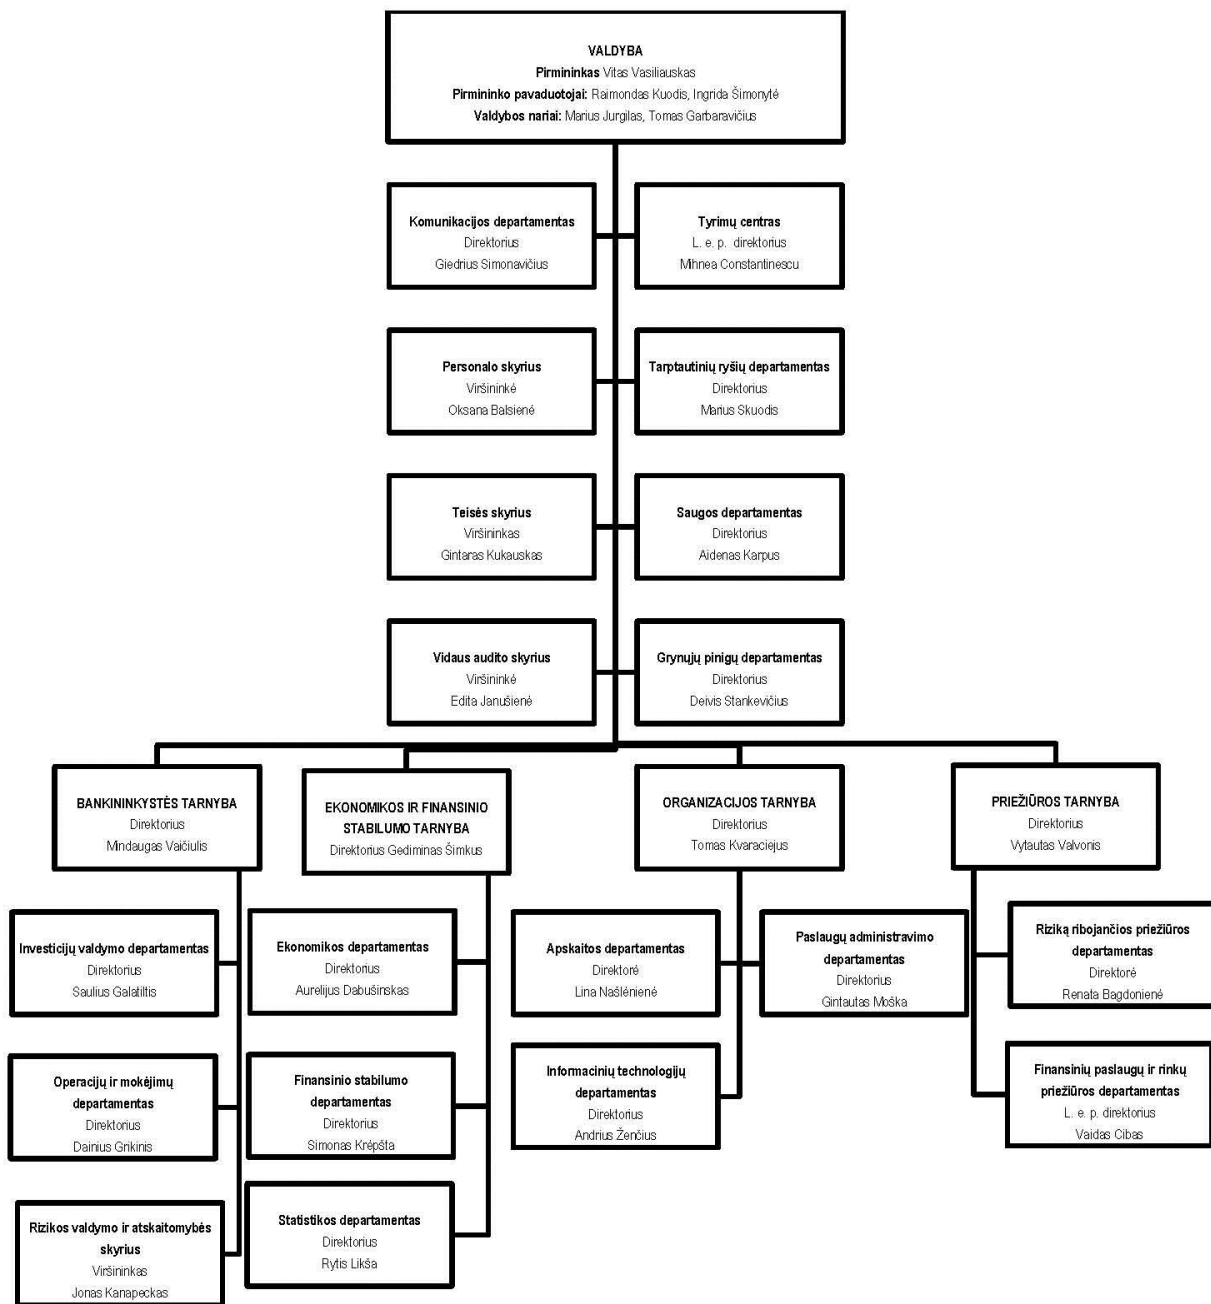 VALDYBA
Pirmininkas Vitas Vasiliauskas
Pirmininko pavaduotojai: Raimondas Kuodis, Ingrida Šimonytė
Valdybos nariai: Marius Jurgilas, Tomas Garbaravičius
Komunikacijos departamentas
Direktorius
Giedrius Simonavičius
Tyrimų centras
L. e. p. direktorius
Mihnea Constantinescu
Personalo skyrius
Viršininkė
Oksana Balsienė
Tarptautinių ryšių departamentas
Direktorius
Marius Skuodis
Teisės skyrius
Viršininkas
Gintaras Kukauskas
Saugos departamentas
Direktorius
Aidenas Karpus
Vidaus audito skyrius
Viršininkė
Edita Janušienė
Grynųjų pinigų departamentas
Direktorius
Deivis Stankevičius
BANKININKYSTĖS TARNYBA
Direktorius
Mindaugas Vaičiulis
EKONOMIKOS IR FINANSINIO
STABILUMO TARNYBA
Direktorius Gediminas Šimkus
ORGANIZACIJOS TARNYBA
Direktorius
Tomas Kvaraciejus
PRIEŽIŪROS TARNYBA
Direktorius
Vytautas Valvonis
Investicijų valdymo departamentas
Direktorius
Saulius Galatiltis
Ekonomikos departamentas
Direktorius
Aurelijus Dabušinskas
Apskaitos departamentas
Direktorė
Lina Našlėnienė
Paslaugų administravimo
departamentas
Direktorius
Gintautas Moška
Riziką ribojančios priežiūros
departamentas
Direktorė
Renata Bagdonienė
Operacijų ir mokėjimų
departamentas
Direktorius
Dainius Grikinis
Finansinio stabilumo
departamentas
Direktorius
Simonas Krėpšta
Informacinių technologijų
departamentas
Direktorius
Andrius Ženčius
Finansinių paslaugų ir rinkų
priežiūros departamentas
L. e. p. direktorius
Vaidas Cibas
Rizikos valdymo ir atskaitomybės
skyrius
Viršininkas
Jonas Kanapeckas
Statistikos departamentas
Direktorius
Rytis Likša